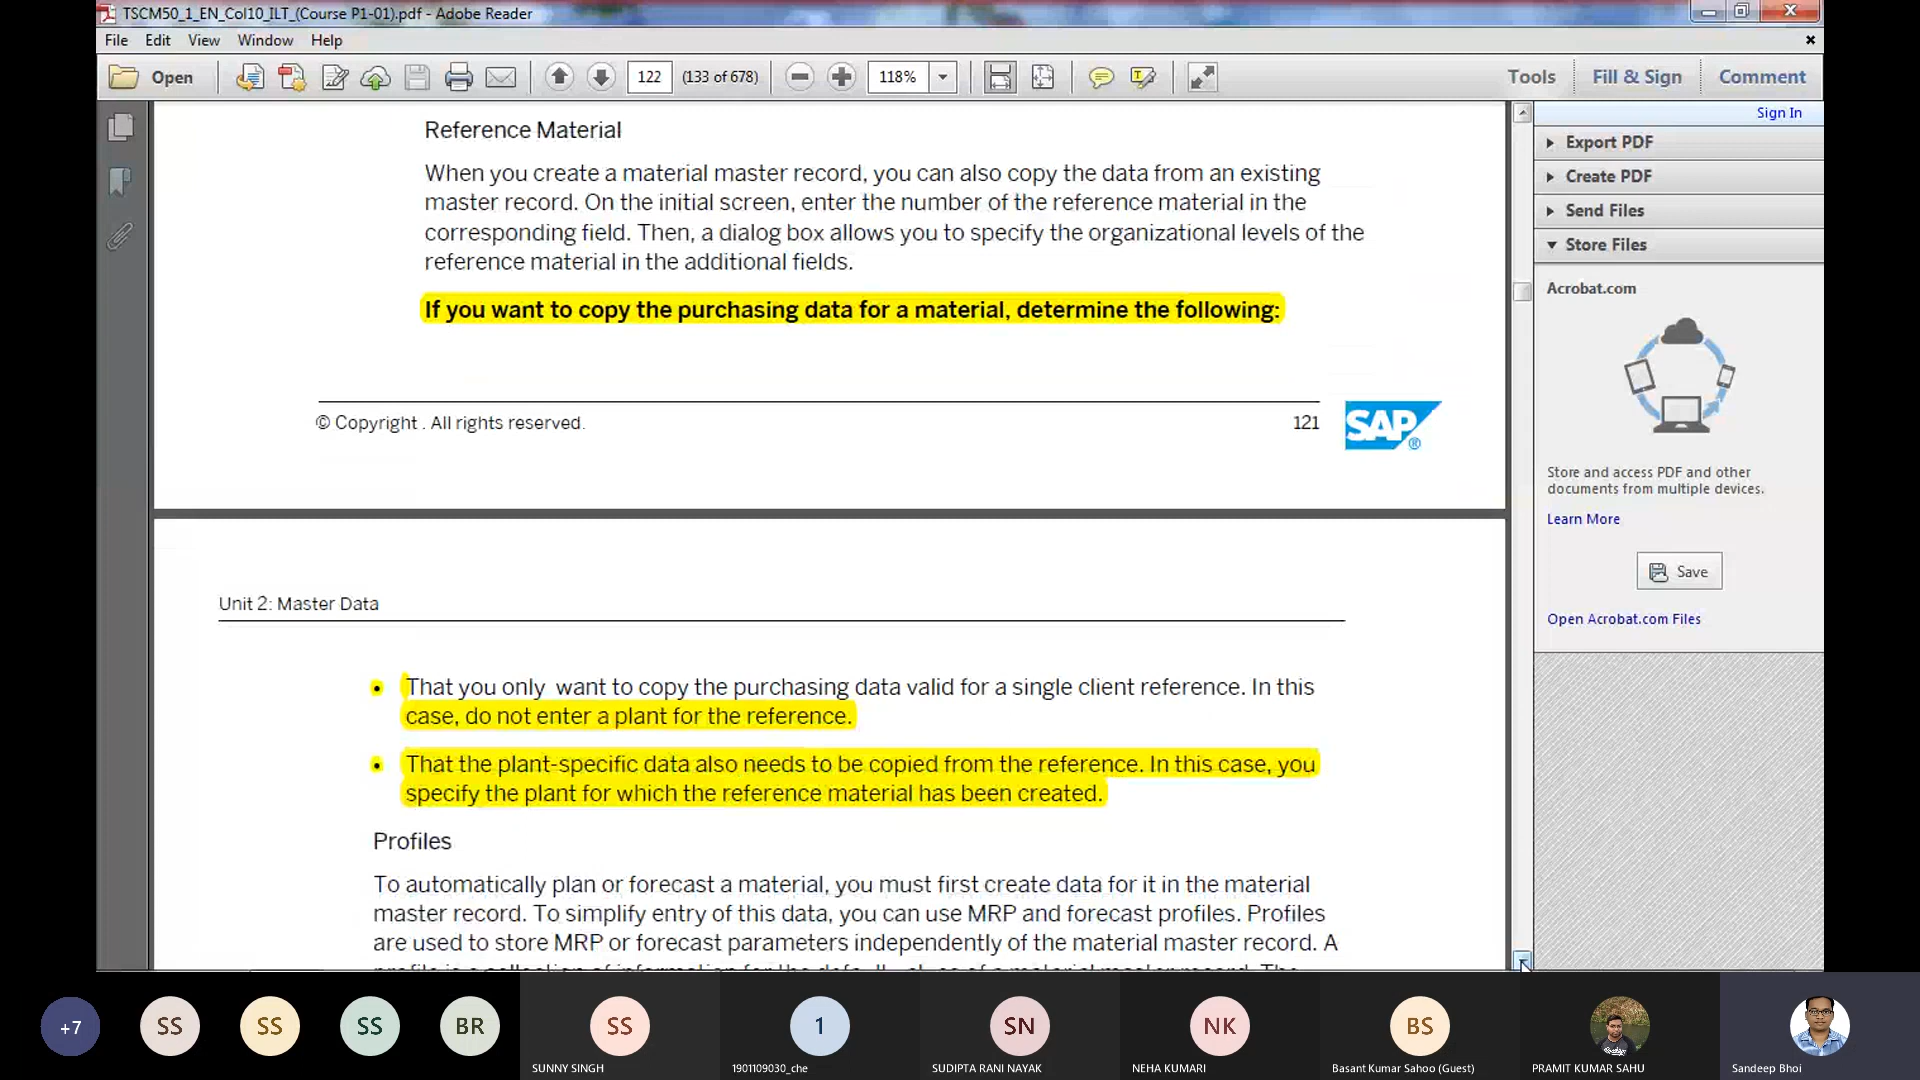 TSCM50_1_EN_Col10_ILT_(Course P1-01).pdf - Adobe Reader
File Edit View Window Help
Open 122 (133 of 678) 118% Tools Fill & Sign Comment
Sign In
Export PDF
Create PDF
Send Files
Store Files
Acrobat.com
Store and access PDF and other
documents from multiple devices.
Learn More
Save
Open Acrobat.com Files
Reference Material
When you create a material master record, you can also copy the data from an existing
master record. On the initial screen, enter the number of the reference material in the
corresponding field. Then, a dialog box allows you to specify the organizational levels of the
reference material in the additional fields.
If you want to copy the purchasing data for a material, determine the following:
© Copyright . All rights reserved. 121 SAP®
Unit 2: Master Data
• That you only want to copy the purchasing data valid for a single client reference. In this
case, do not enter a plant for the reference.
• That the plant-specific data also needs to be copied from the reference. In this case, you
specify the plant for which the reference material has been created.
Profiles
To automatically plan or forecast a material, you must first create data for it in the material
master record. To simplify entry of this data, you can use MRP and forecast profiles. Profiles
are used to store MRP or forecast parameters independently of the material master record. A
+7 SS SS SS BR SS 1 SN NK BS
SUNNY SINGH 1901109030_che SUDIPTA RANI NAYAK NEHA KUMARI Basant Kumar Sahoo (Guest) PRAMIT KUMAR SAHU Sandeep Bhoi